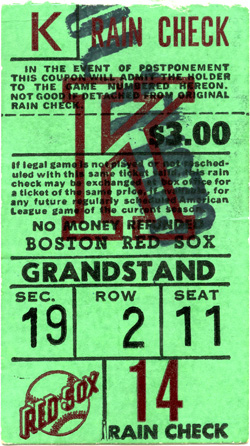 K RAIN CHECK
IN THE EVENT OF POSTPONEMENT
THIS COUPON WILL ADMIT THE HOLDER
TO THE GAME NUMBERED HEREON.
NOT GOOD IF DETACHED FROM ORIGINAL
RAIN CHECK.
K
$3.00
If legal game is not played or not resched-
uled with this same ticket valid, this rain
check may be exchanged at box office for
a ticket of the same price, if available, for
any future regularly scheduled American
League game of the current season.
NO MONEY REFUNDED
BOSTON RED SOX
GRANDSTAND
SEC. ROW SEAT
19 2 11
RED SOX
14
RAIN CHECK